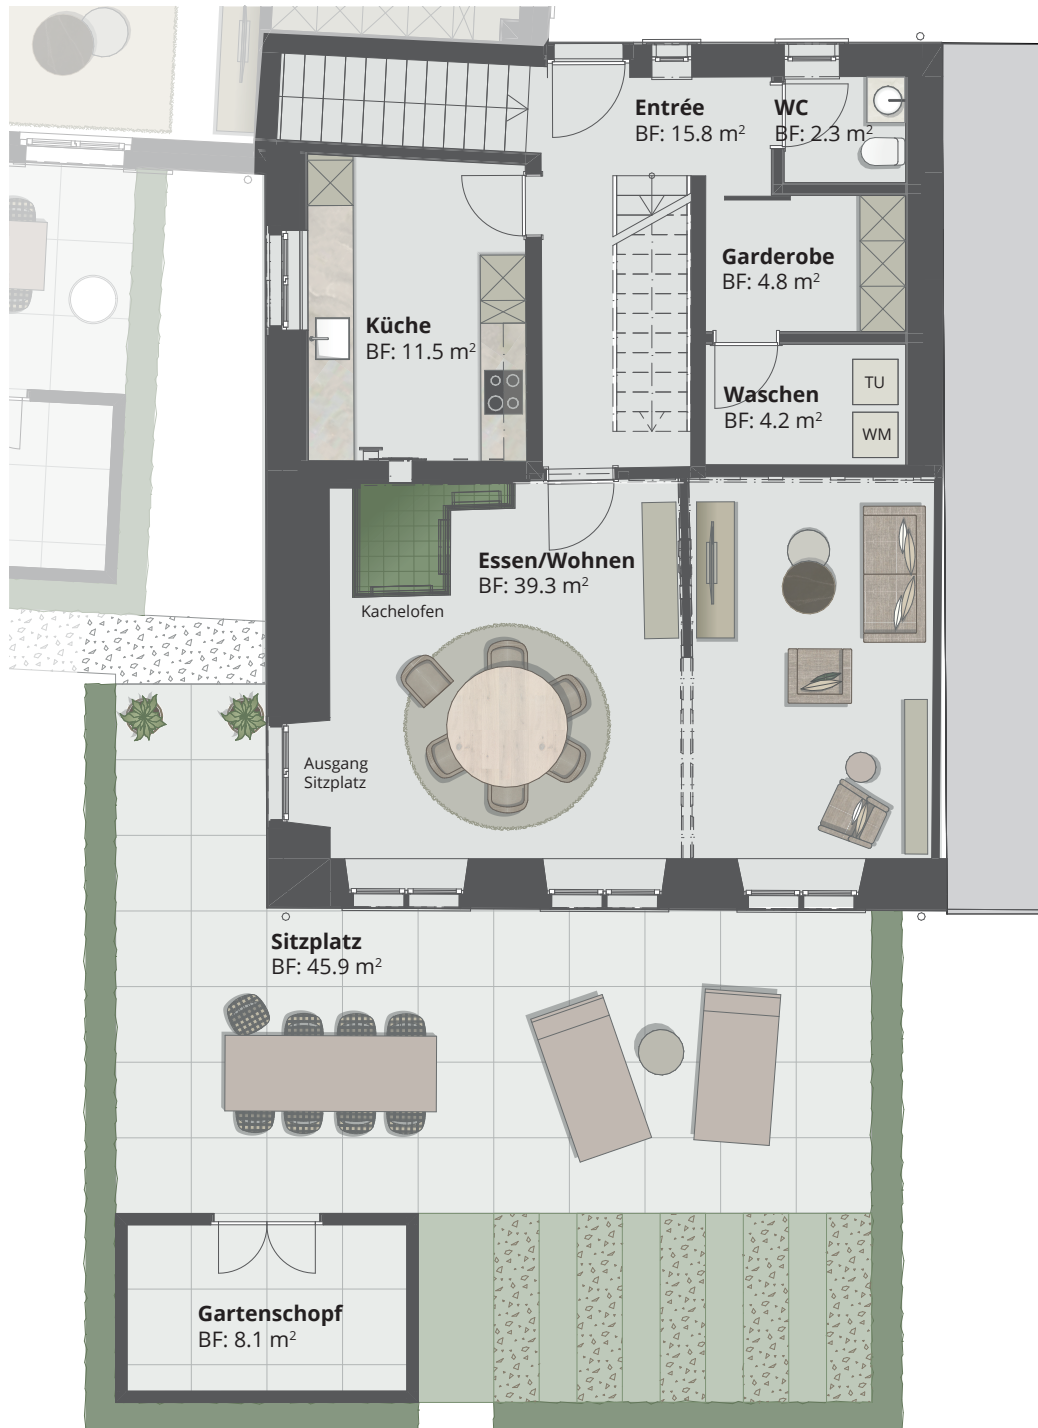 Entrée
BF: 15.8 m²
WC
BF: 2.3 m²
Garderobe
BF: 4.8 m²
Küche
BF: 11.5 m²
Waschen
BF: 4.2 m²
TU
WM
Essen/Wohnen
BF: 39.3 m²
Kachelofen
Ausgang
Sitzplatz
Sitzplatz
BF: 45.9 m²
Gartenschopf
BF: 8.1 m²